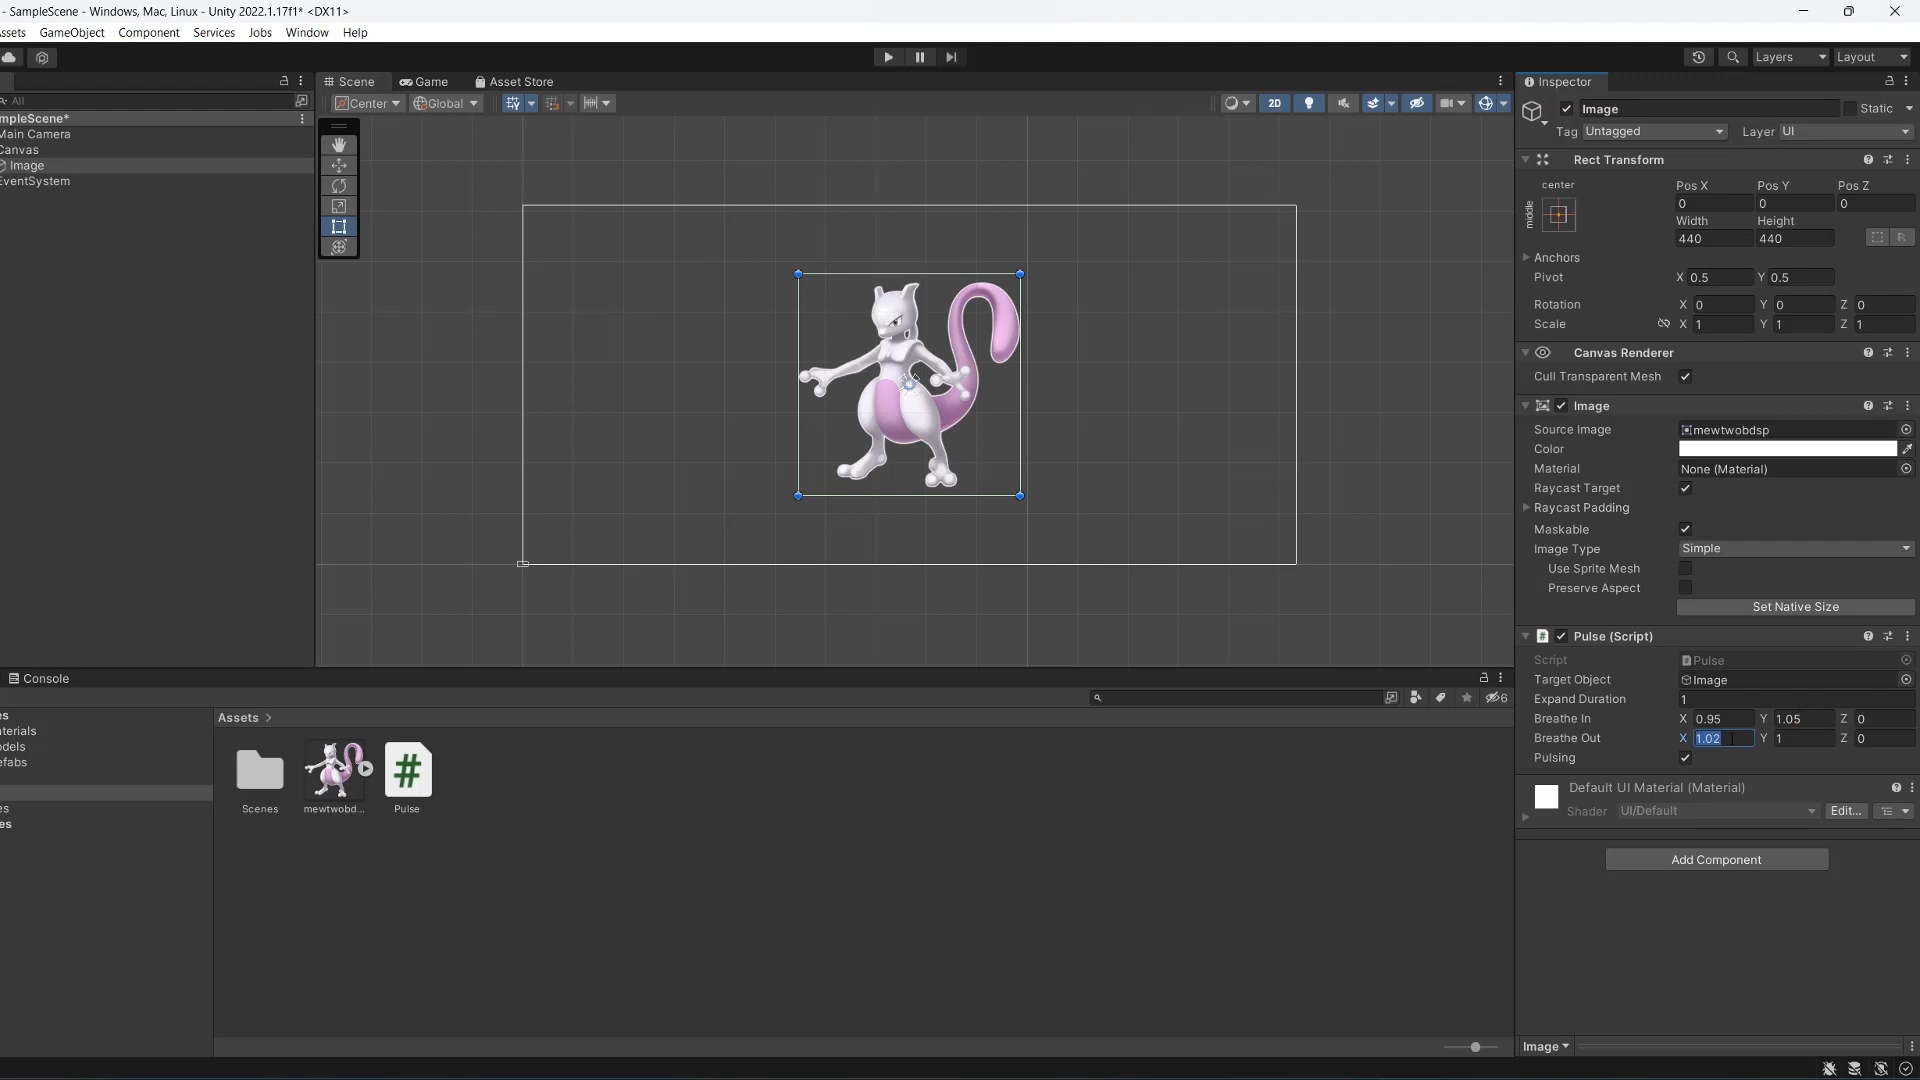 - SampleScene - Windows, Mac, Linux - Unity 2022.1.17f1* <DX11>
ssets GameObject Component Services Jobs Window Help
Layers Layout
Scene Game Asset Store
Inspector
All
Center Global
2D
mpleScene*
Main Camera
Canvas
Image
EventSystem
Image Static
Tag Untagged Layer UI
Rect Transform
center Pos X Pos Y Pos Z
middle 0 0 0
Width Height
440 440
R
Anchors
Pivot X 0.5 Y 0.5
Rotation X 0 Y 0 Z 0
Scale X 1 Y 1 Z 1
Canvas Renderer
Cull Transparent Mesh
Image
Source Image mewtwobdsp
Color
Material None (Material)
Raycast Target
Raycast Padding
Maskable
Image Type Simple
Use Sprite Mesh
Preserve Aspect
Set Native Size
# Pulse (Script)
Script Pulse
Target Object Image
Expand Duration 1
Breathe In X 0.95 Y 1.05 Z 0
Breathe Out X 1.02 Y 1 Z 0
Pulsing
Default UI Material (Material)
Shader UI/Default Edit...
Add Component
Image
Console
6
es
aterials
odels
efabs
es
es
Assets >
#
Scenes mewtwobd... Pulse